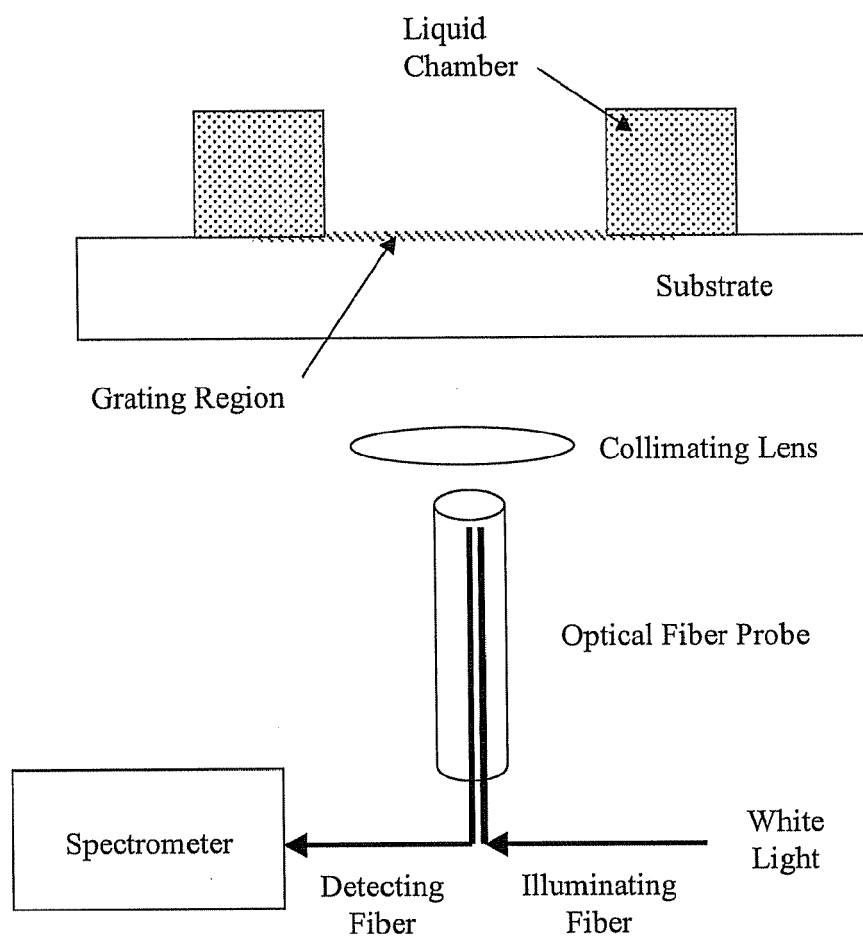 Liquid
Chamber
Substrate
Grating Region
Collimating Lens
Optical Fiber Probe
Spectrometer
White
Light
Detecting
Fiber
Illuminating
Fiber